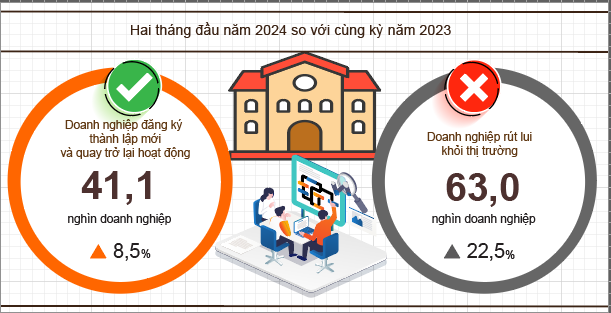 Hai tháng đầu năm 2024 so với cùng kỳ năm 2023
Doanh nghiệp đăng ký
thành lập mới
và quay trở lại hoạt động
41,1
nghìn doanh nghiệp
8,5%
Doanh nghiệp rút lui
khỏi thị trường
63,0
nghìn doanh nghiệp
22,5%